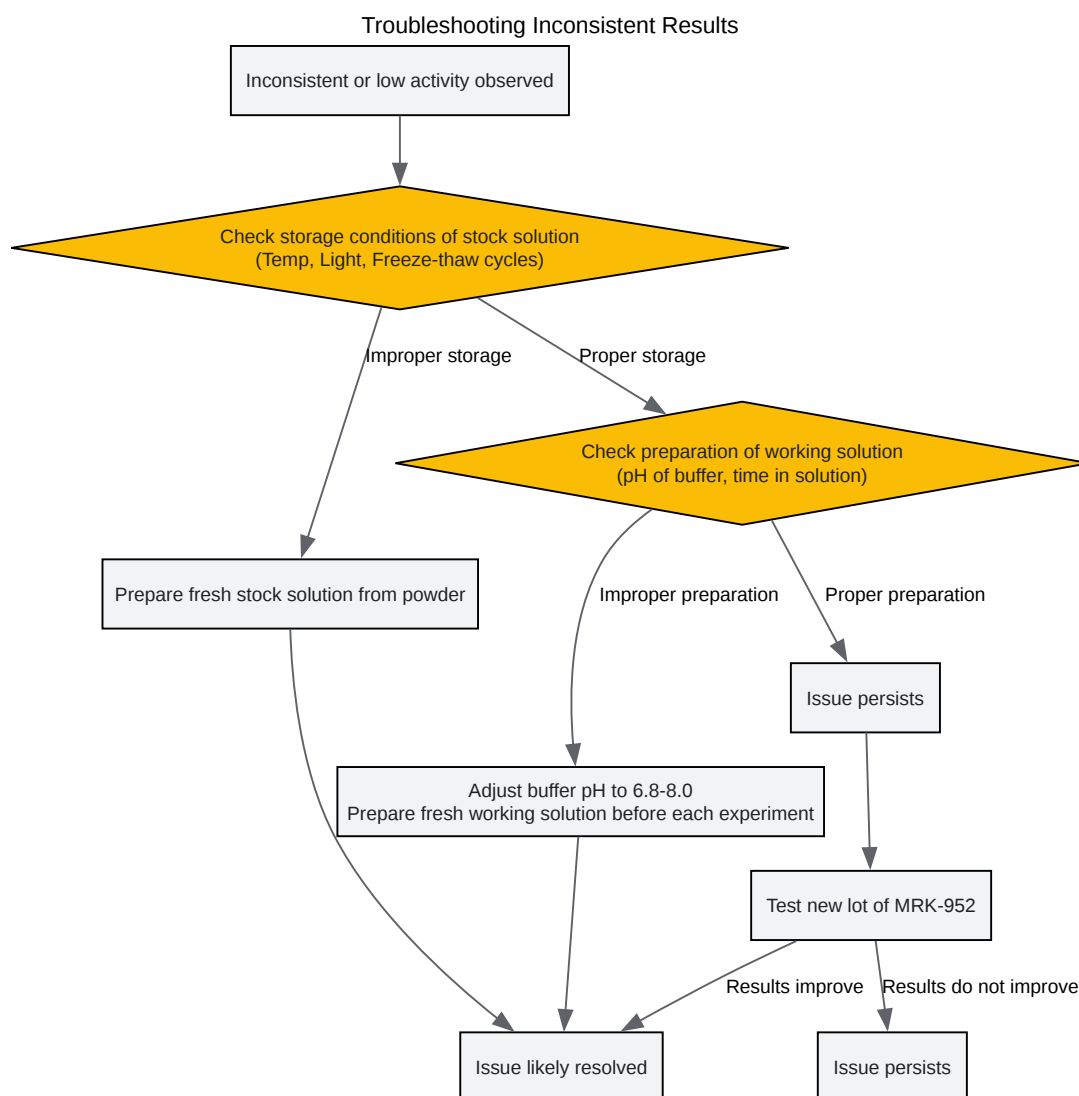 Troubleshooting Inconsistent Results
Inconsistent or low activity observed
Check storage conditions of stock solution
(Temp, Light, Freeze-thaw cycles)
Improper storage
Proper storage
Check preparation of working solution
(pH of buffer, time in solution)
Prepare fresh stock solution from powder
Improper preparation
Proper preparation
Issue persists
Adjust buffer pH to 6.8-8.0
Prepare fresh working solution before each experiment
Test new lot of MRK-952
Results improve
Results do not improve
Issue likely resolved
Issue persists